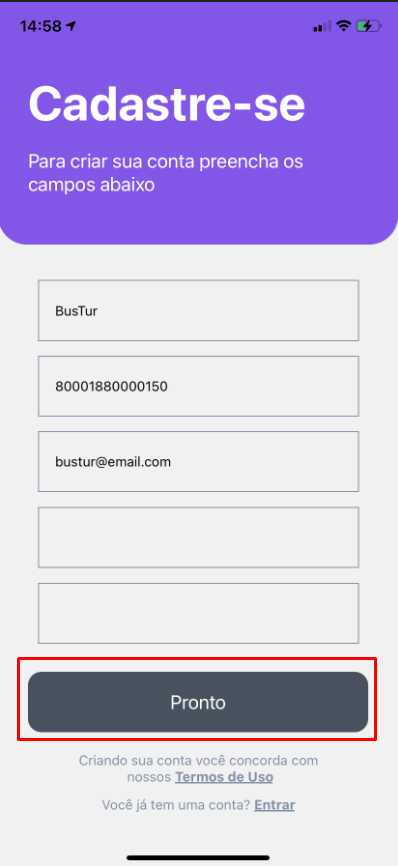 14:58
Cadastre-se
Para criar sua conta preencha os
campos abaixo
BusTur
80001880000150
bustur@email.com
Pronto
Criando sua conta você concorda com
nossos Termos de Uso
Você já tem uma conta? Entrar